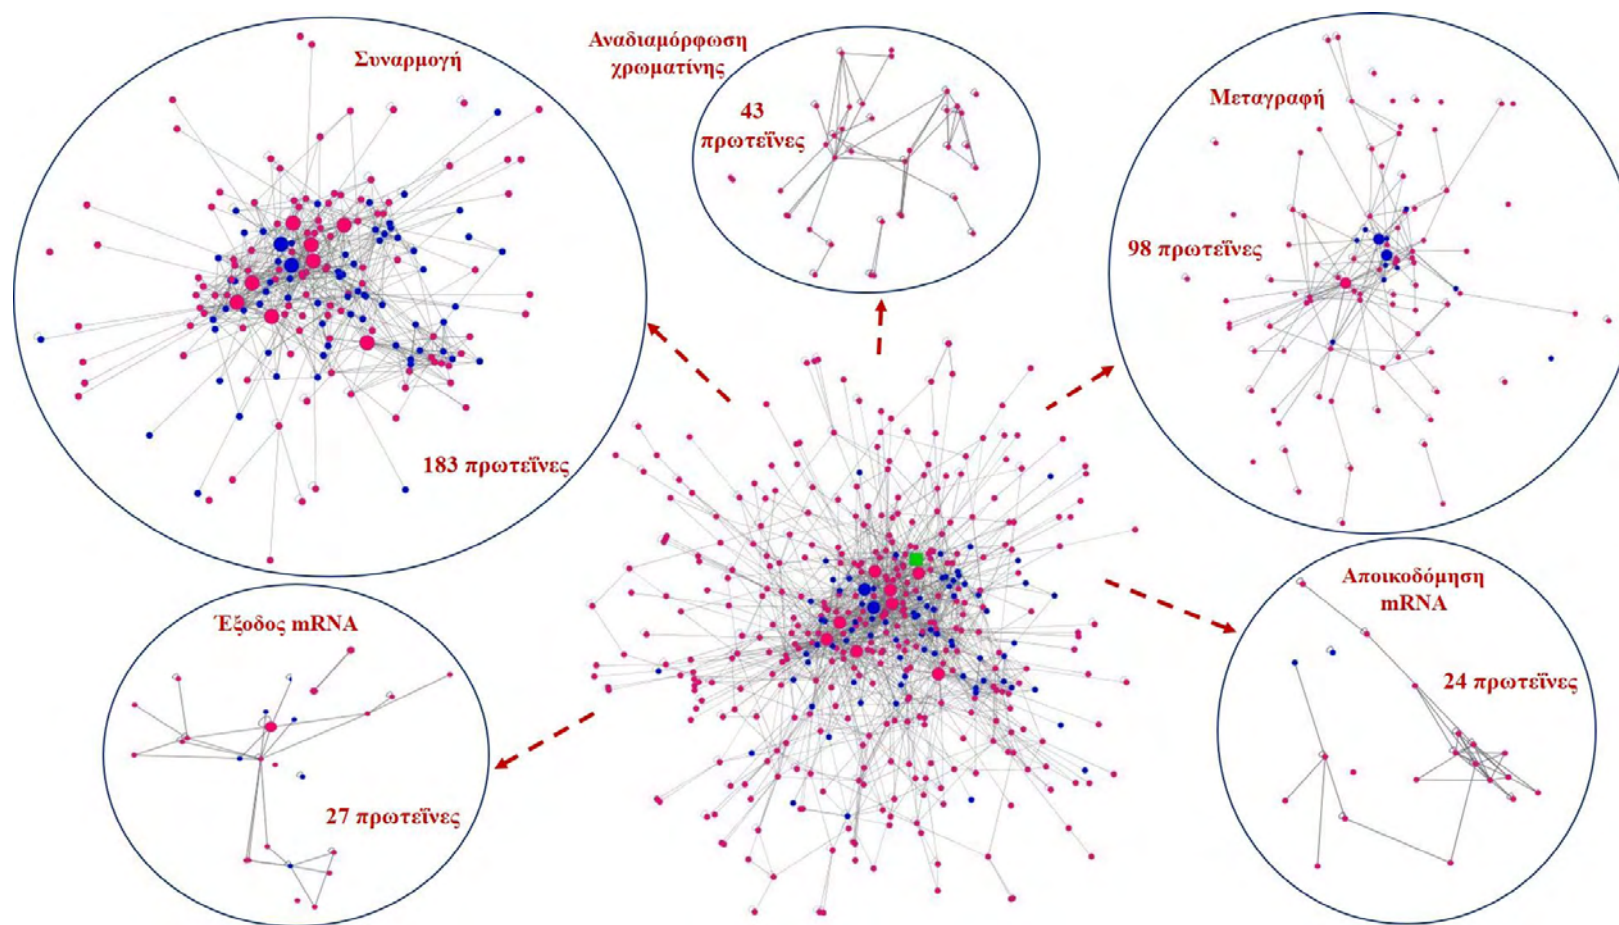 Συναρμογή
183 πρωτεΐνες
Αναδιαμόρφωση
χρωματίνης
43
πρωτεΐνες
Μεταγραφή
98 πρωτεΐνες
Έξοδος mRNA
27 πρωτεΐνες
Αποικοδόμηση
mRNA
24 πρωτεΐνες